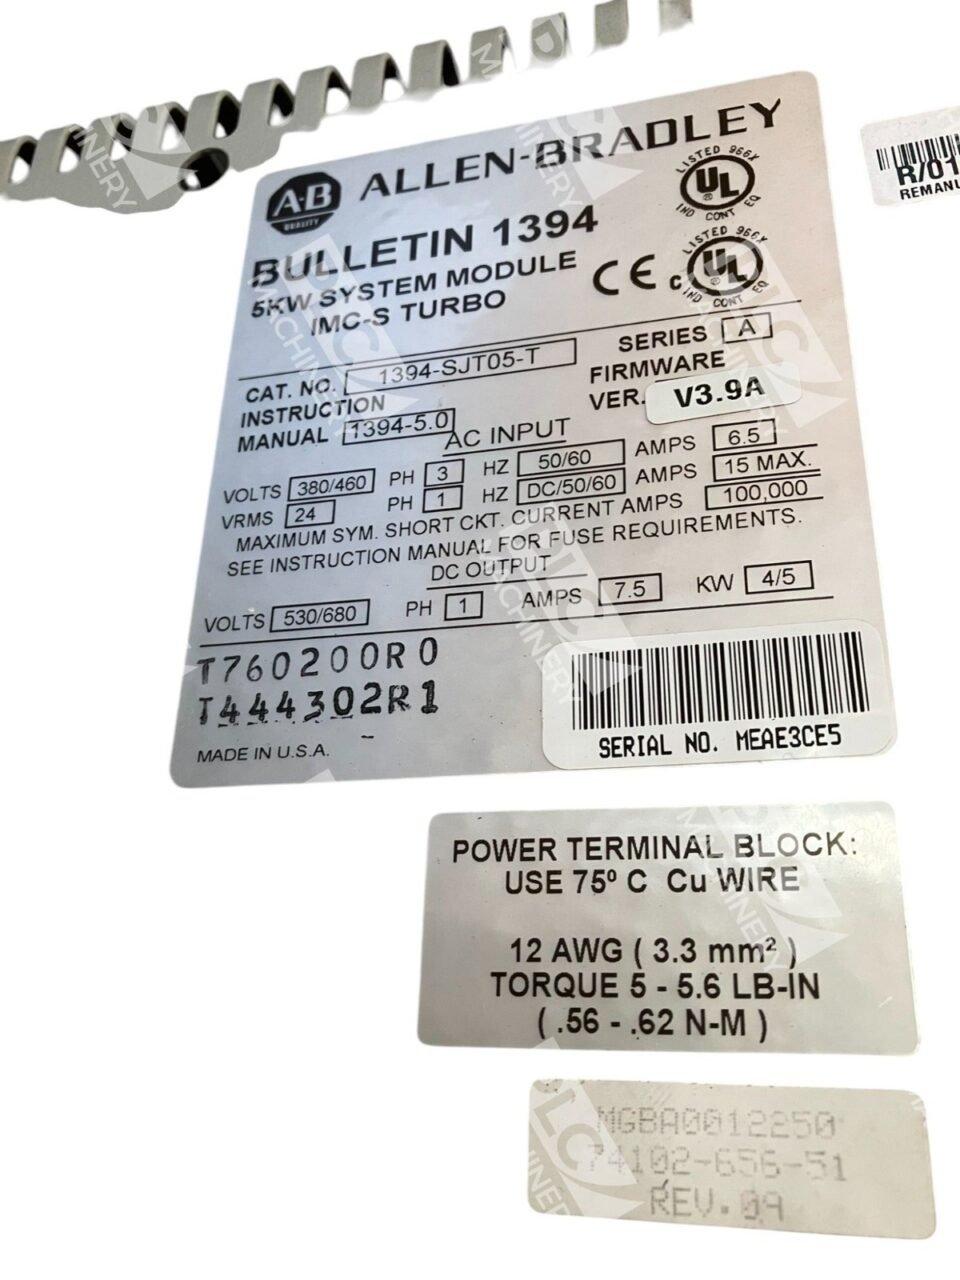 A-B
QUALITY
ALLEN-BRADLEY
LISTED 966X
UL
IND CONT EQ
BULLETIN 1394
5KW SYSTEM MODULE
IMC-S TURBO
CE
LISTED 966X
C UL
IND CONT EQ
CAT. NO. 1394-SJT05-T
SERIES A
INSTRUCTION
MANUAL 1394-5.0
FIRMWARE
VER. V3.9A
AC INPUT
VOLTS 380/460 PH 3 HZ 50/60 AMPS 6.5
VRMS 24 PH 1 HZ DC/50/60 AMPS 15 MAX.
MAXIMUM SYM. SHORT CKT. CURRENT AMPS 100,000
SEE INSTRUCTION MANUAL FOR FUSE REQUIREMENTS.
DC OUTPUT
VOLTS 530/680 PH 1 AMPS 7.5 KW 4/5
T760200R0
T444302R1
MADE IN U.S.A.
SERIAL NO. MEAE3CE5
R/01
REMANU
POWER TERMINAL BLOCK:
USE 75º C Cu WIRE
12 AWG ( 3.3 mm² )
TORQUE 5 - 5.6 LB-IN
( .56 - .62 N-M )
MGBA0012250
74102-656-51
REV.09
PLC MACHINERY